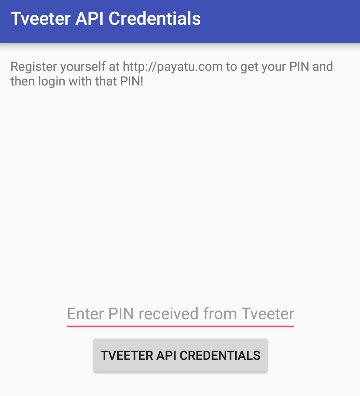 Tveeter API Credentials
Register yourself at http://payatu.com to get your PIN and
then login with that PIN!
Enter PIN received from Tveeter
TVEETER API CREDENTIALS